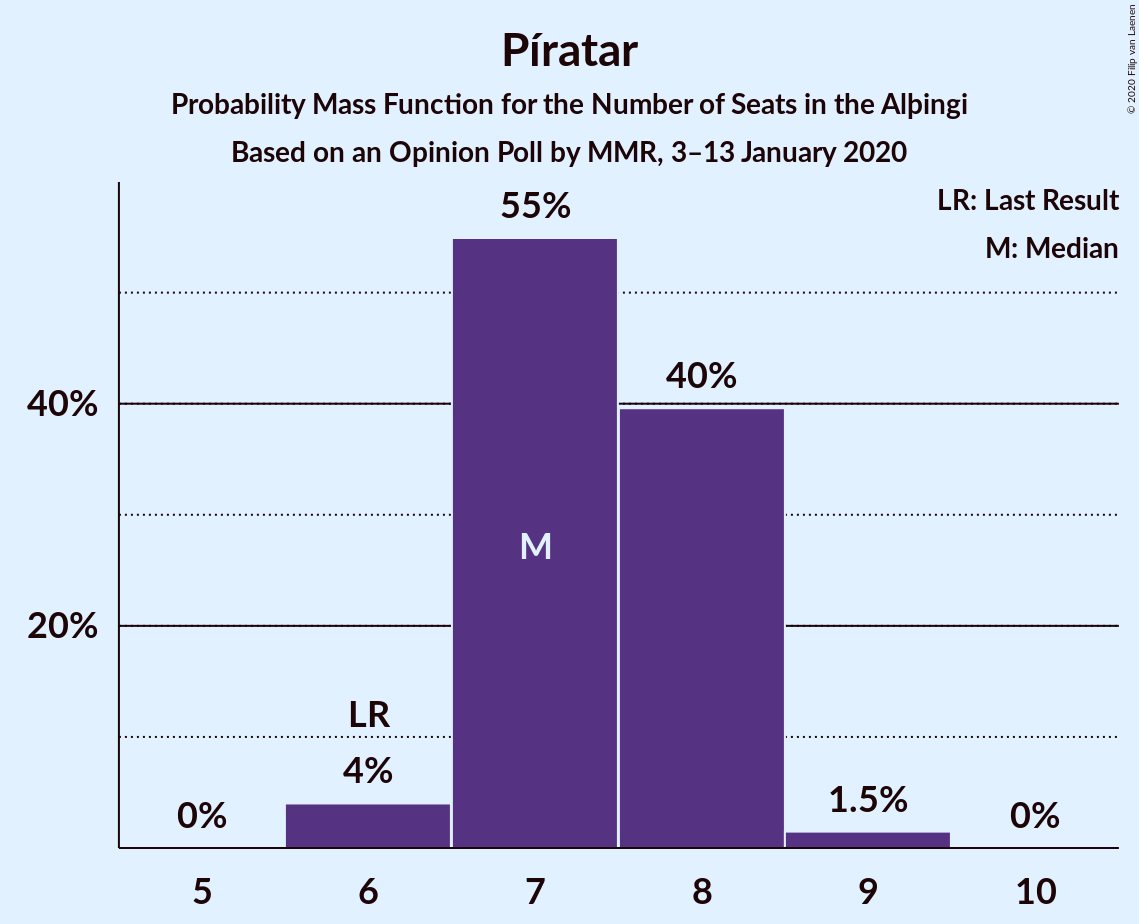 Píratar
Probability Mass Function for the Number of Seats in the Alþingi
Based on an Opinion Poll by MMR, 3–13 January 2020
© 2020 Filip van Laenen
LR: Last Result
M: Median
55%
40%
40%
M
20%
LR
4%
1.5%
0%
0%
5 6 7 8 9 10